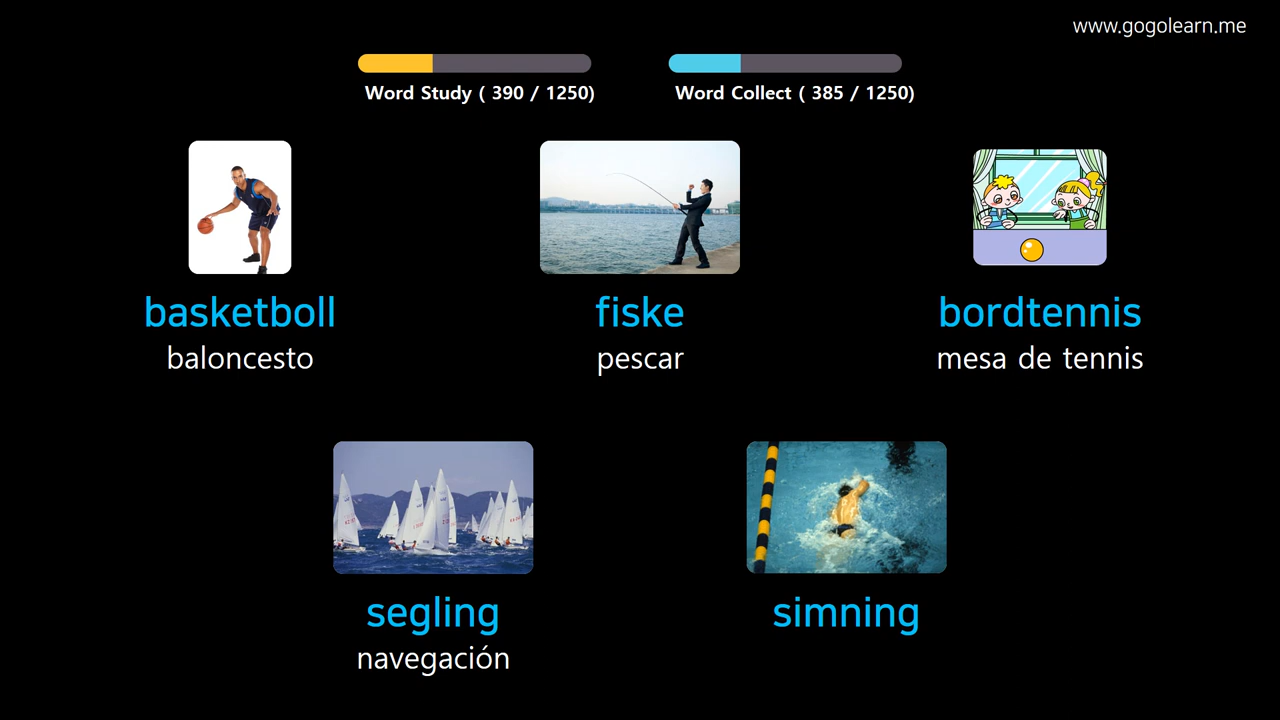 www.gogolearn.me
Word Study ( 390 / 1250)
Word Collect ( 385 / 1250)
basketboll
baloncesto
fiske
pescar
bordtennis
mesa de tennis
segling
navegación
simning